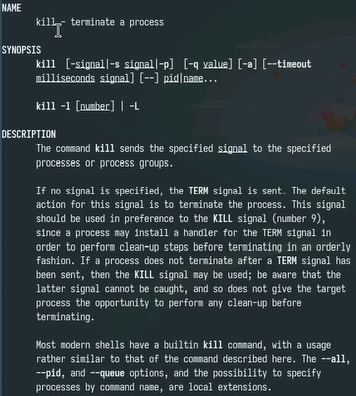 NAME
kill - terminate a process
SYNOPSIS
kill [-signal|-s signal|-p] [-q value] [-a] [--timeout
milliseconds signal] [--] pid|name...
kill -l [number] | -L
DESCRIPTION
The command kill sends the specified signal to the specified
processes or process groups.
If no signal is specified, the TERM signal is sent. The default
action for this signal is to terminate the process. This signal
should be used in preference to the KILL signal (number 9),
since a process may install a handler for the TERM signal in
order to perform clean-up steps before terminating in an orderly
fashion. If a process does not terminate after a TERM signal has
been sent, then the KILL signal may be used; be aware that the
latter signal cannot be caught, and so does not give the target
process the opportunity to perform any clean-up before
terminating.
Most modern shells have a builtin kill command, with a usage
rather similar to that of the command described here. The --all,
--pid, and --queue options, and the possibility to specify
processes by command name, are local extensions.